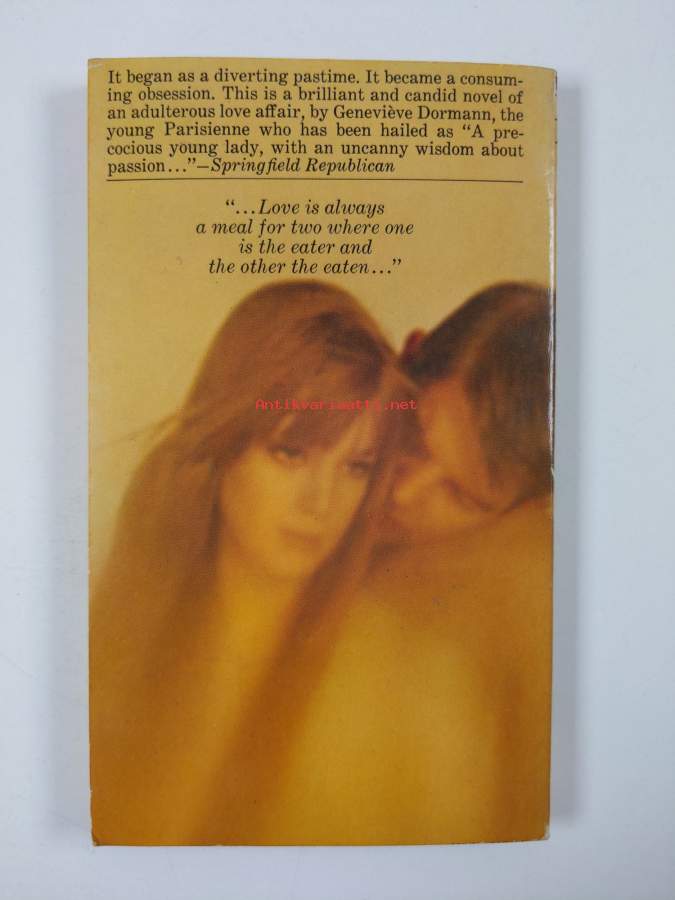 It began as a diverting pastime. It became a consum-
ing obsession. This is a brilliant and candid novel of
an adulterous love affair, by Geneviève Dormann, the
young Parisienne who has been hailed as “A pre-
cocious young lady, with an uncanny wisdom about
passion...”—Springfield Republican
“...Love is always
a meal for two where one
is the eater and
the other the eaten...”
Antikvariaatti.net